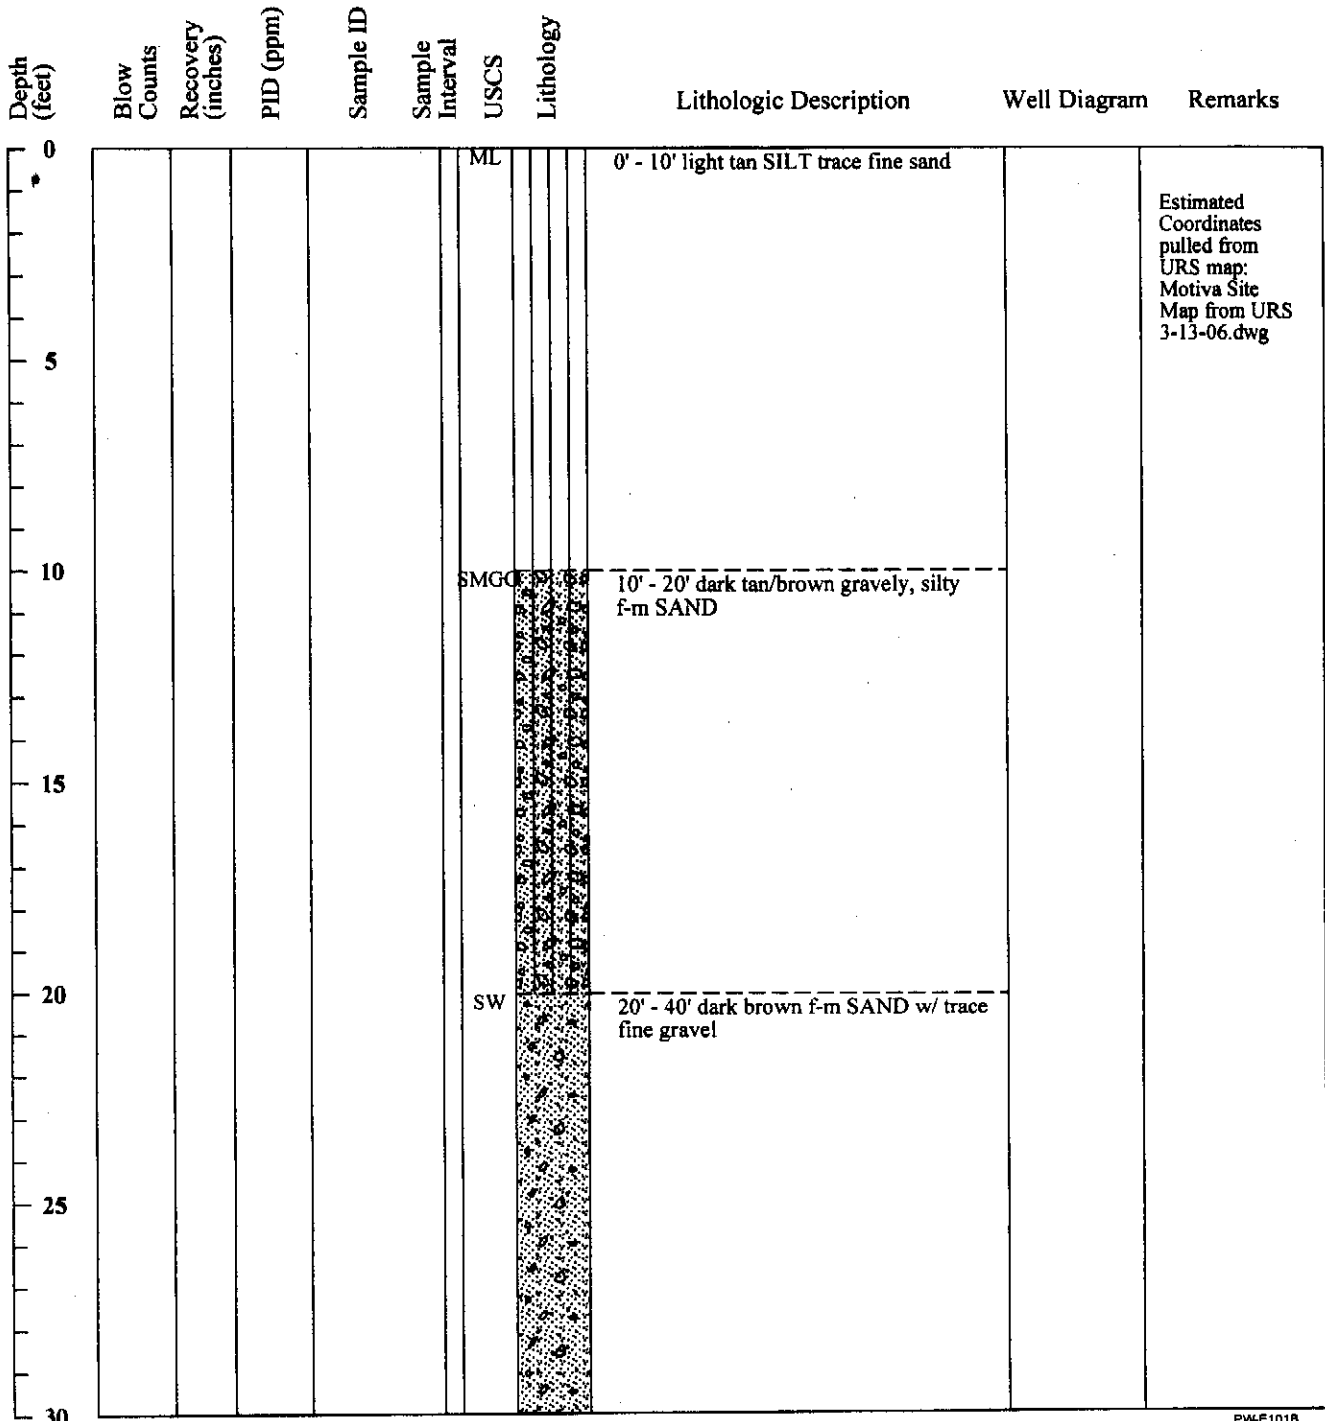 Depth
(feet)
Blow
Counts
Recovery
(inches)
PID (ppm)
Sample ID
Sample
Interval
USCS
Lithology
Lithologic Description
Well Diagram
Remarks
0
ML
0' - 10' light tan SILT trace fine sand
Estimated
Coordinates
pulled from
URS map:
Motiva Site
Map from URS
3-13-06.dwg
5
10
SMGC
10' - 20' dark tan/brown gravely, silty
f-m SAND
15
20
SW
20' - 40' dark brown f-m SAND w/ trace
fine gravel
25
30
PW-E101B